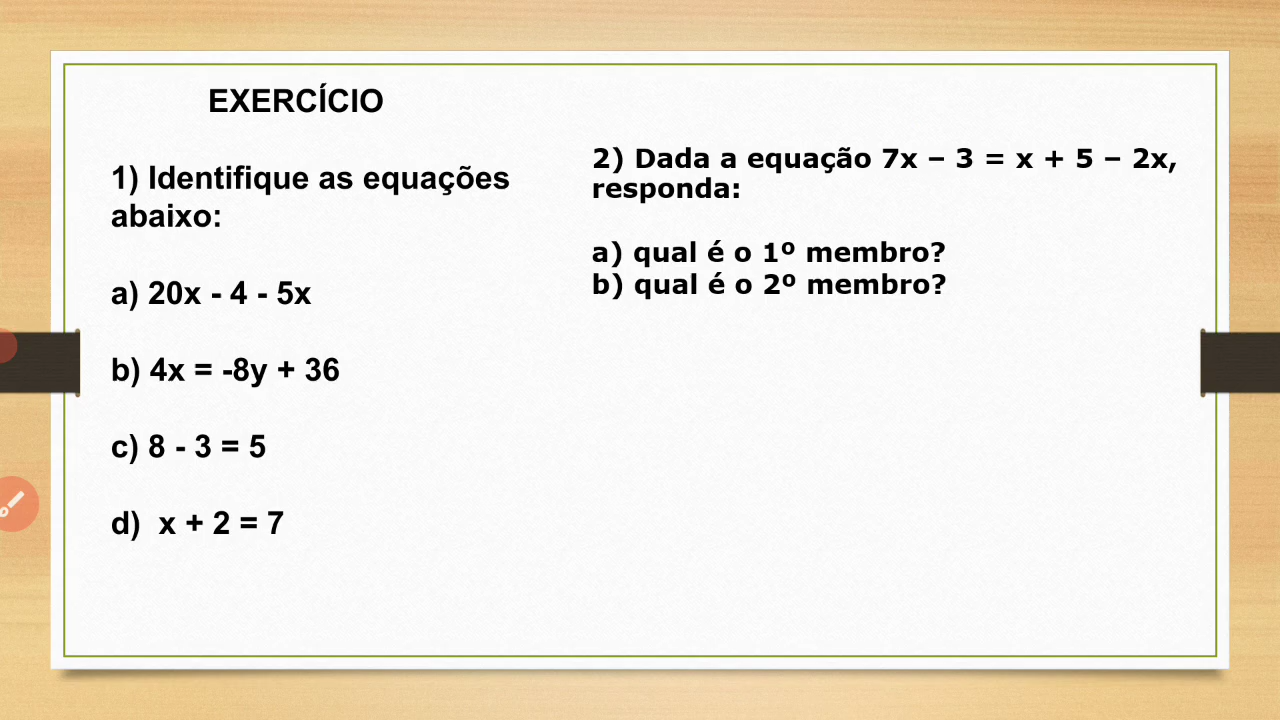 EXERCÍCIO
1) Identifique as equações
abaixo:
a) 20x - 4 - 5x
b) 4x = -8y + 36
c) 8 - 3 = 5
d)  x + 2 = 7
2) Dada a equação 7x – 3 = x + 5 – 2x,
responda:
a) qual é o 1º membro?
b) qual é o 2º membro?